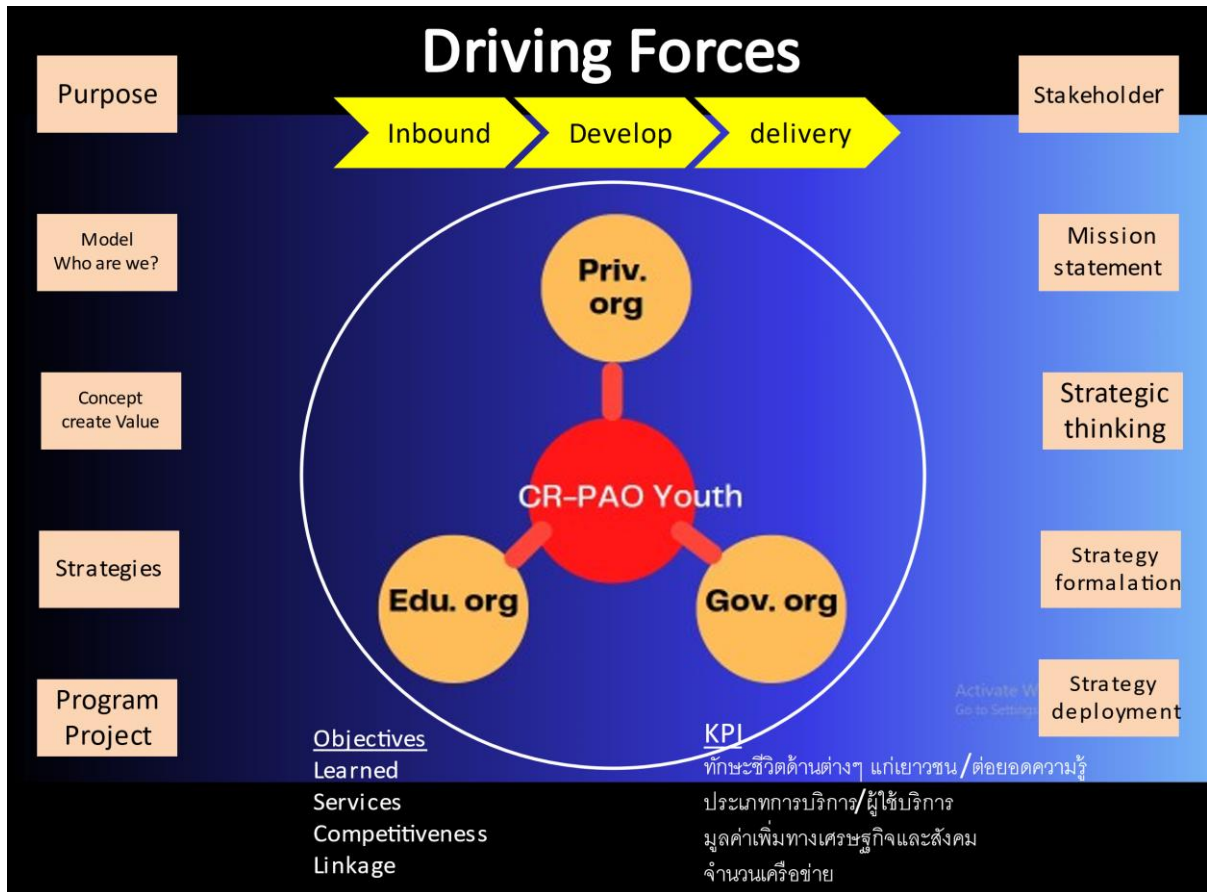 Driving Forces
Purpose
Stakeholder
Inbound
Develop
delivery
Model
Who are we?
Mission
statement
Priv.
org
Concept
create Value
Strategic
thinking
CR-PAO Youth
Strategies
Strategy
formalation
Edu. org
Gov. org
Program
Project
Activate W
Go to Settings
Strategy
deployment
Objectives
Learned
Services
Competitiveness
Linkage
KPI
ทักษะชีวิตด้านต่างๆ แก่เยาวชน/ต่อยอดความรู้
ประเภทการบริการ/ผู้ใช้บริการ
มูลค่าเพิ่มทางเศรษฐกิจและสังคม
จำนวนเครือข่าย